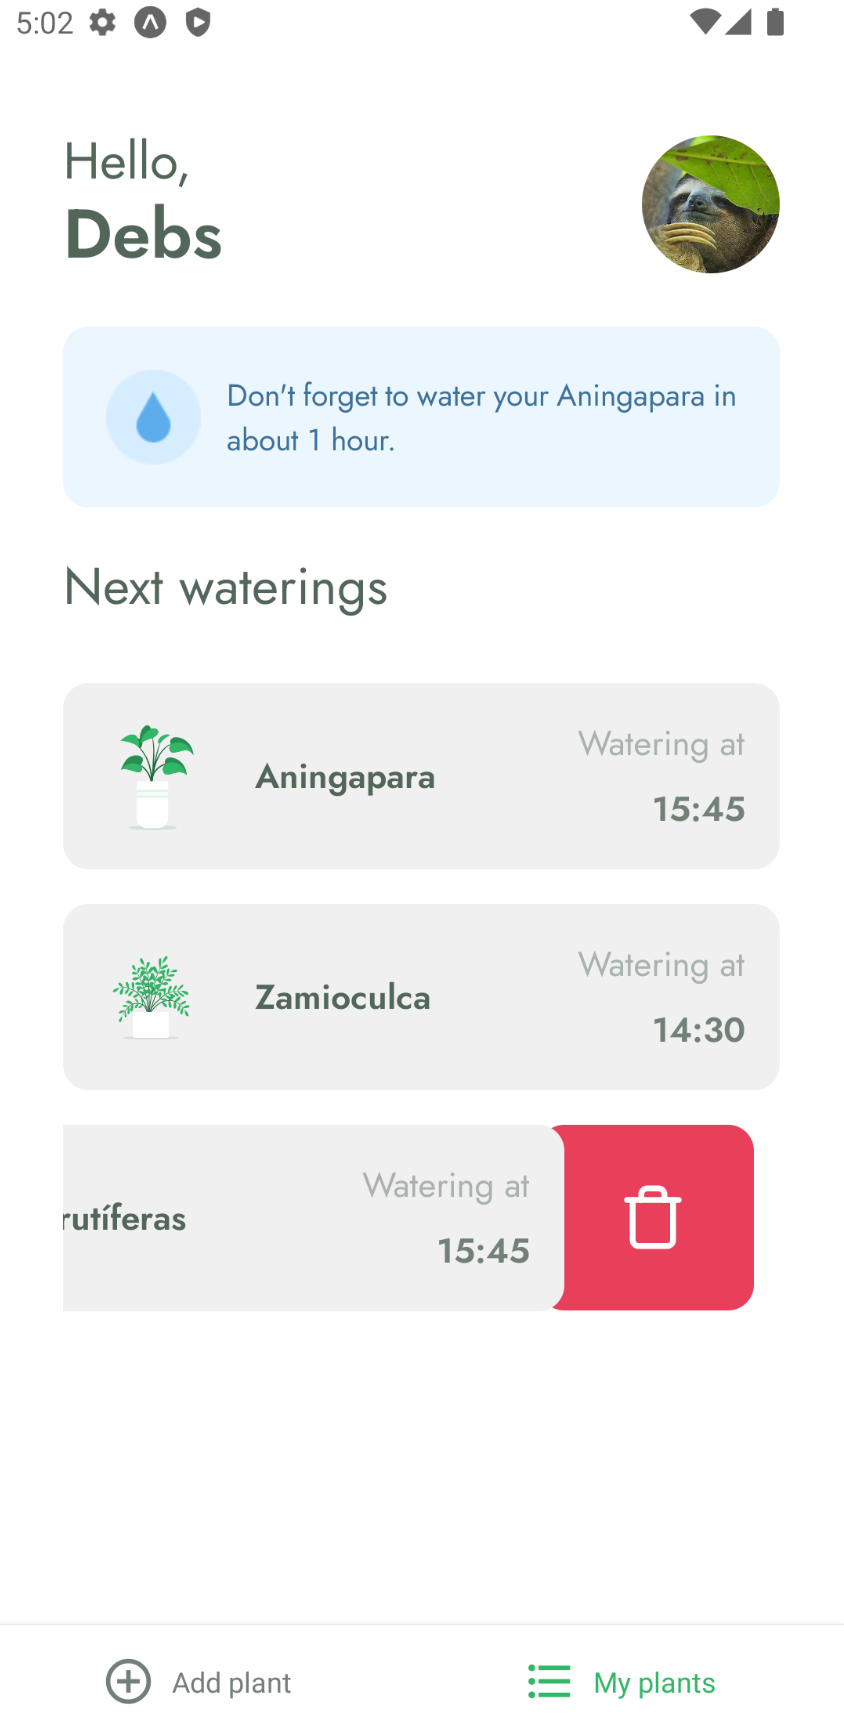 5:02
Hello,
Debs
Don't forget to water your Aningapara in
about 1 hour.
Next waterings
Watering at
Aningapara
15:45
Watering at
Zamioculca
14:30
Watering at
rutíferas
15:45
Add plant
My plants